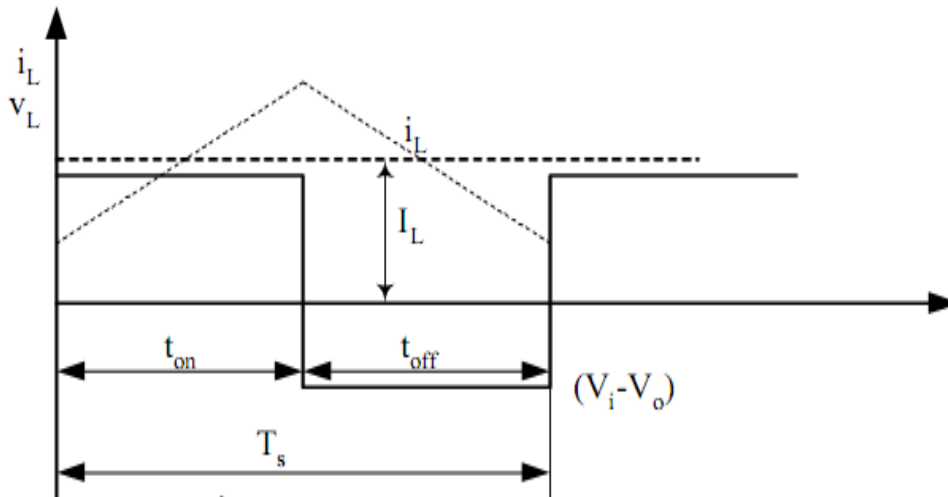 i_L
v_L
i_L
I_L
t_on
t_off
(V_i-V_o)
T_s